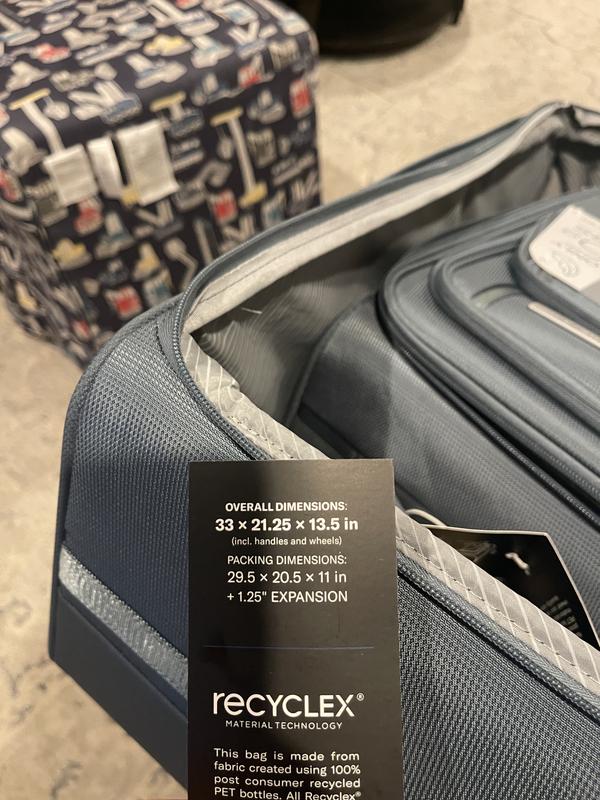 OVERALL DIMENSIONS:
33 × 21.25 × 13.5 in
(incl. handles and wheels)
PACKING DIMENSIONS:
29.5 × 20.5 × 11 in
+ 1.25" EXPANSION
recycLEX®
MATERIAL TECHNOLOGY
This bag is made from
fabric created using 100%
post consumer recycled
PET bottles. All Recyclex®